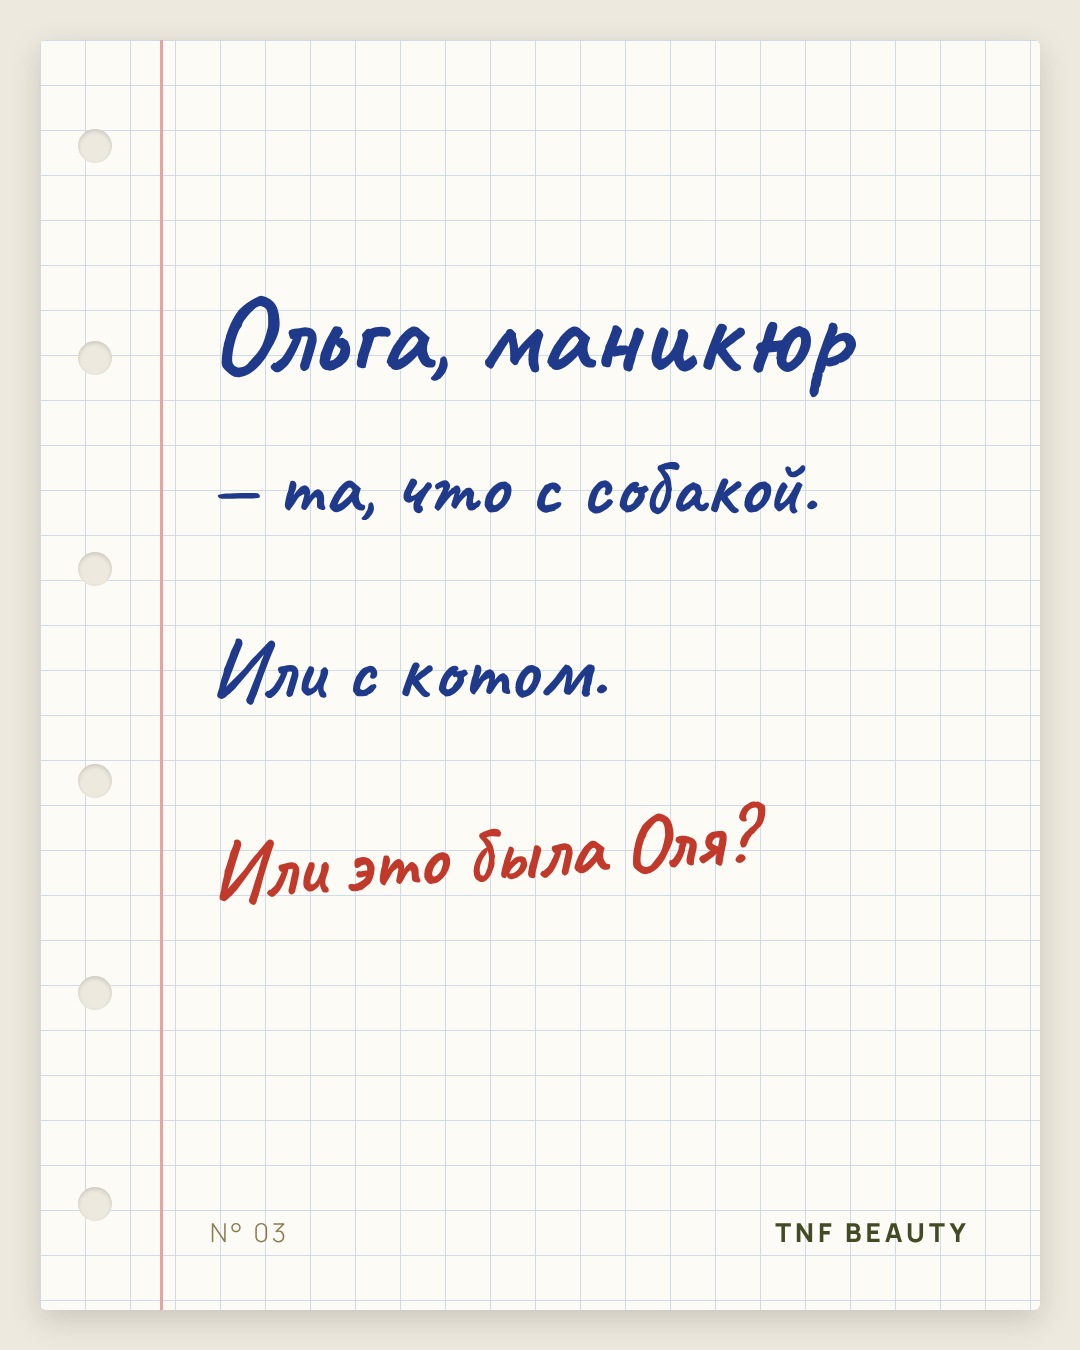 Ольга, маникюр
— та, что с собакой.
Или с котом.
Или это была Оля?
N° 03
TNF BEAUTY